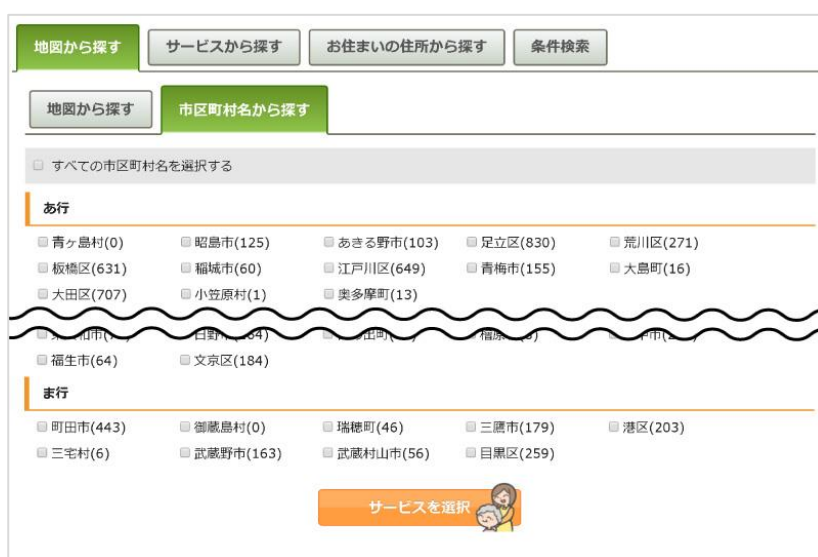 地図から探す サービスから探す お住まいの住所から探す 条件検索
地図から探す 市区町村名から探す
すべての市区町村名を選択する
あ行
青ヶ島村(0) 昭島市(125) あきる野市(103) 足立区(830) 荒川区(271)
板橋区(631) 稲城市(60) 江戸川区(649) 青梅市(155) 大島町(16)
大田区(707) 小笠原村(1) 奥多摩町(13)
福生市(64) 文京区(184)
ま行
町田市(443) 御蔵島村(0) 瑞穂町(46) 三鷹市(179) 港区(203)
三宅村(6) 武蔵野市(163) 武蔵村山市(56) 目黒区(259)
サービスを選択